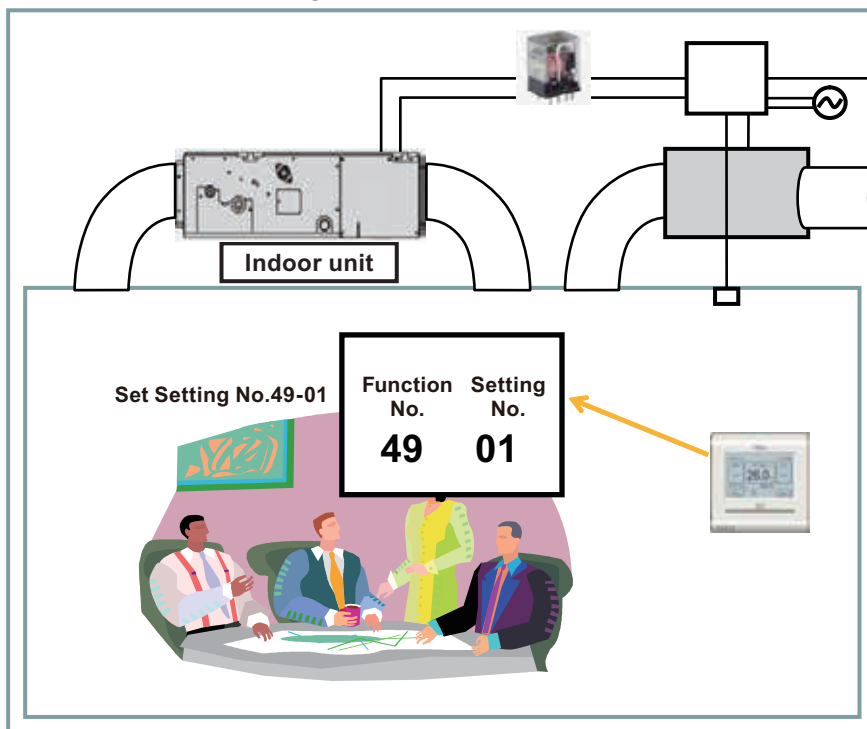 Indoor unit
Set Setting No.49-01
Function Setting
No. No.
49 01
26.0